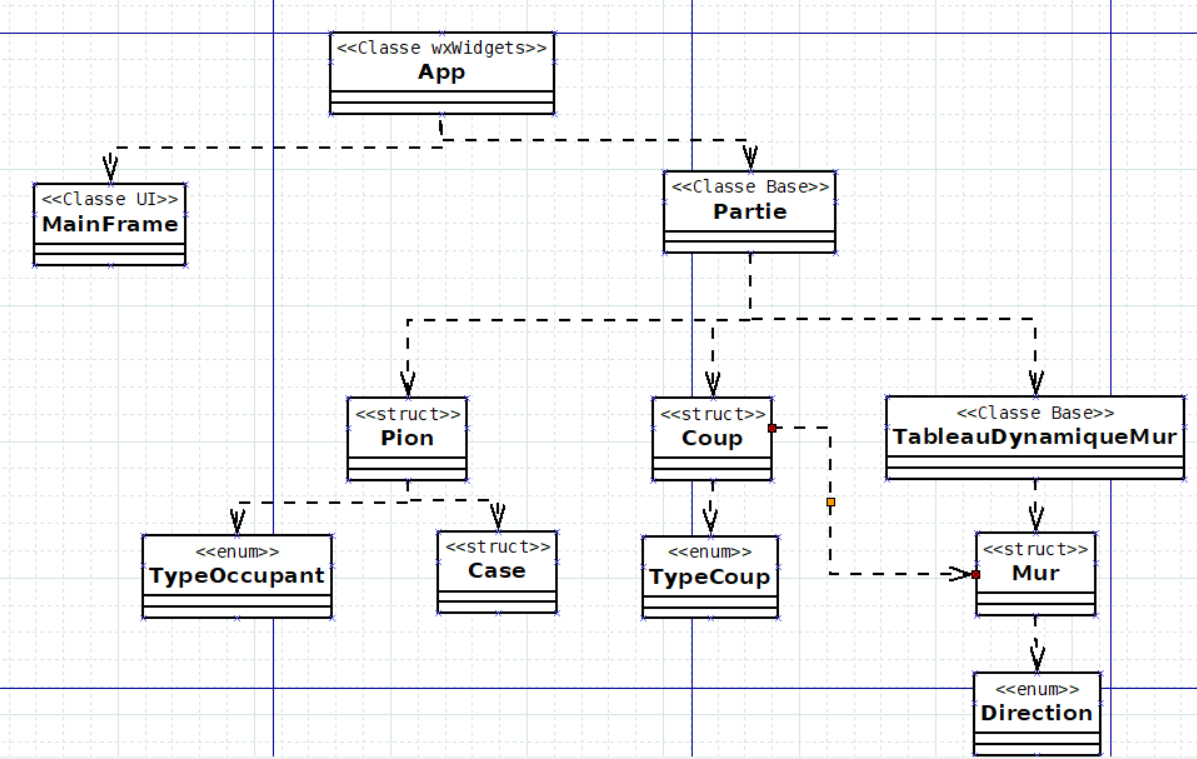 <<Classe wxWidgets>>
App
<<Classe UI>>
MainFrame
<<Classe Base>>
Partie
<<struct>>
Pion
<<struct>>
Coup
<<Classe Base>>
TableauDynamiqueMur
<<enum>>
TypeOccupant
<<struct>>
Case
<<enum>>
TypeCoup
<<struct>>
Mur
<<enum>>
Direction